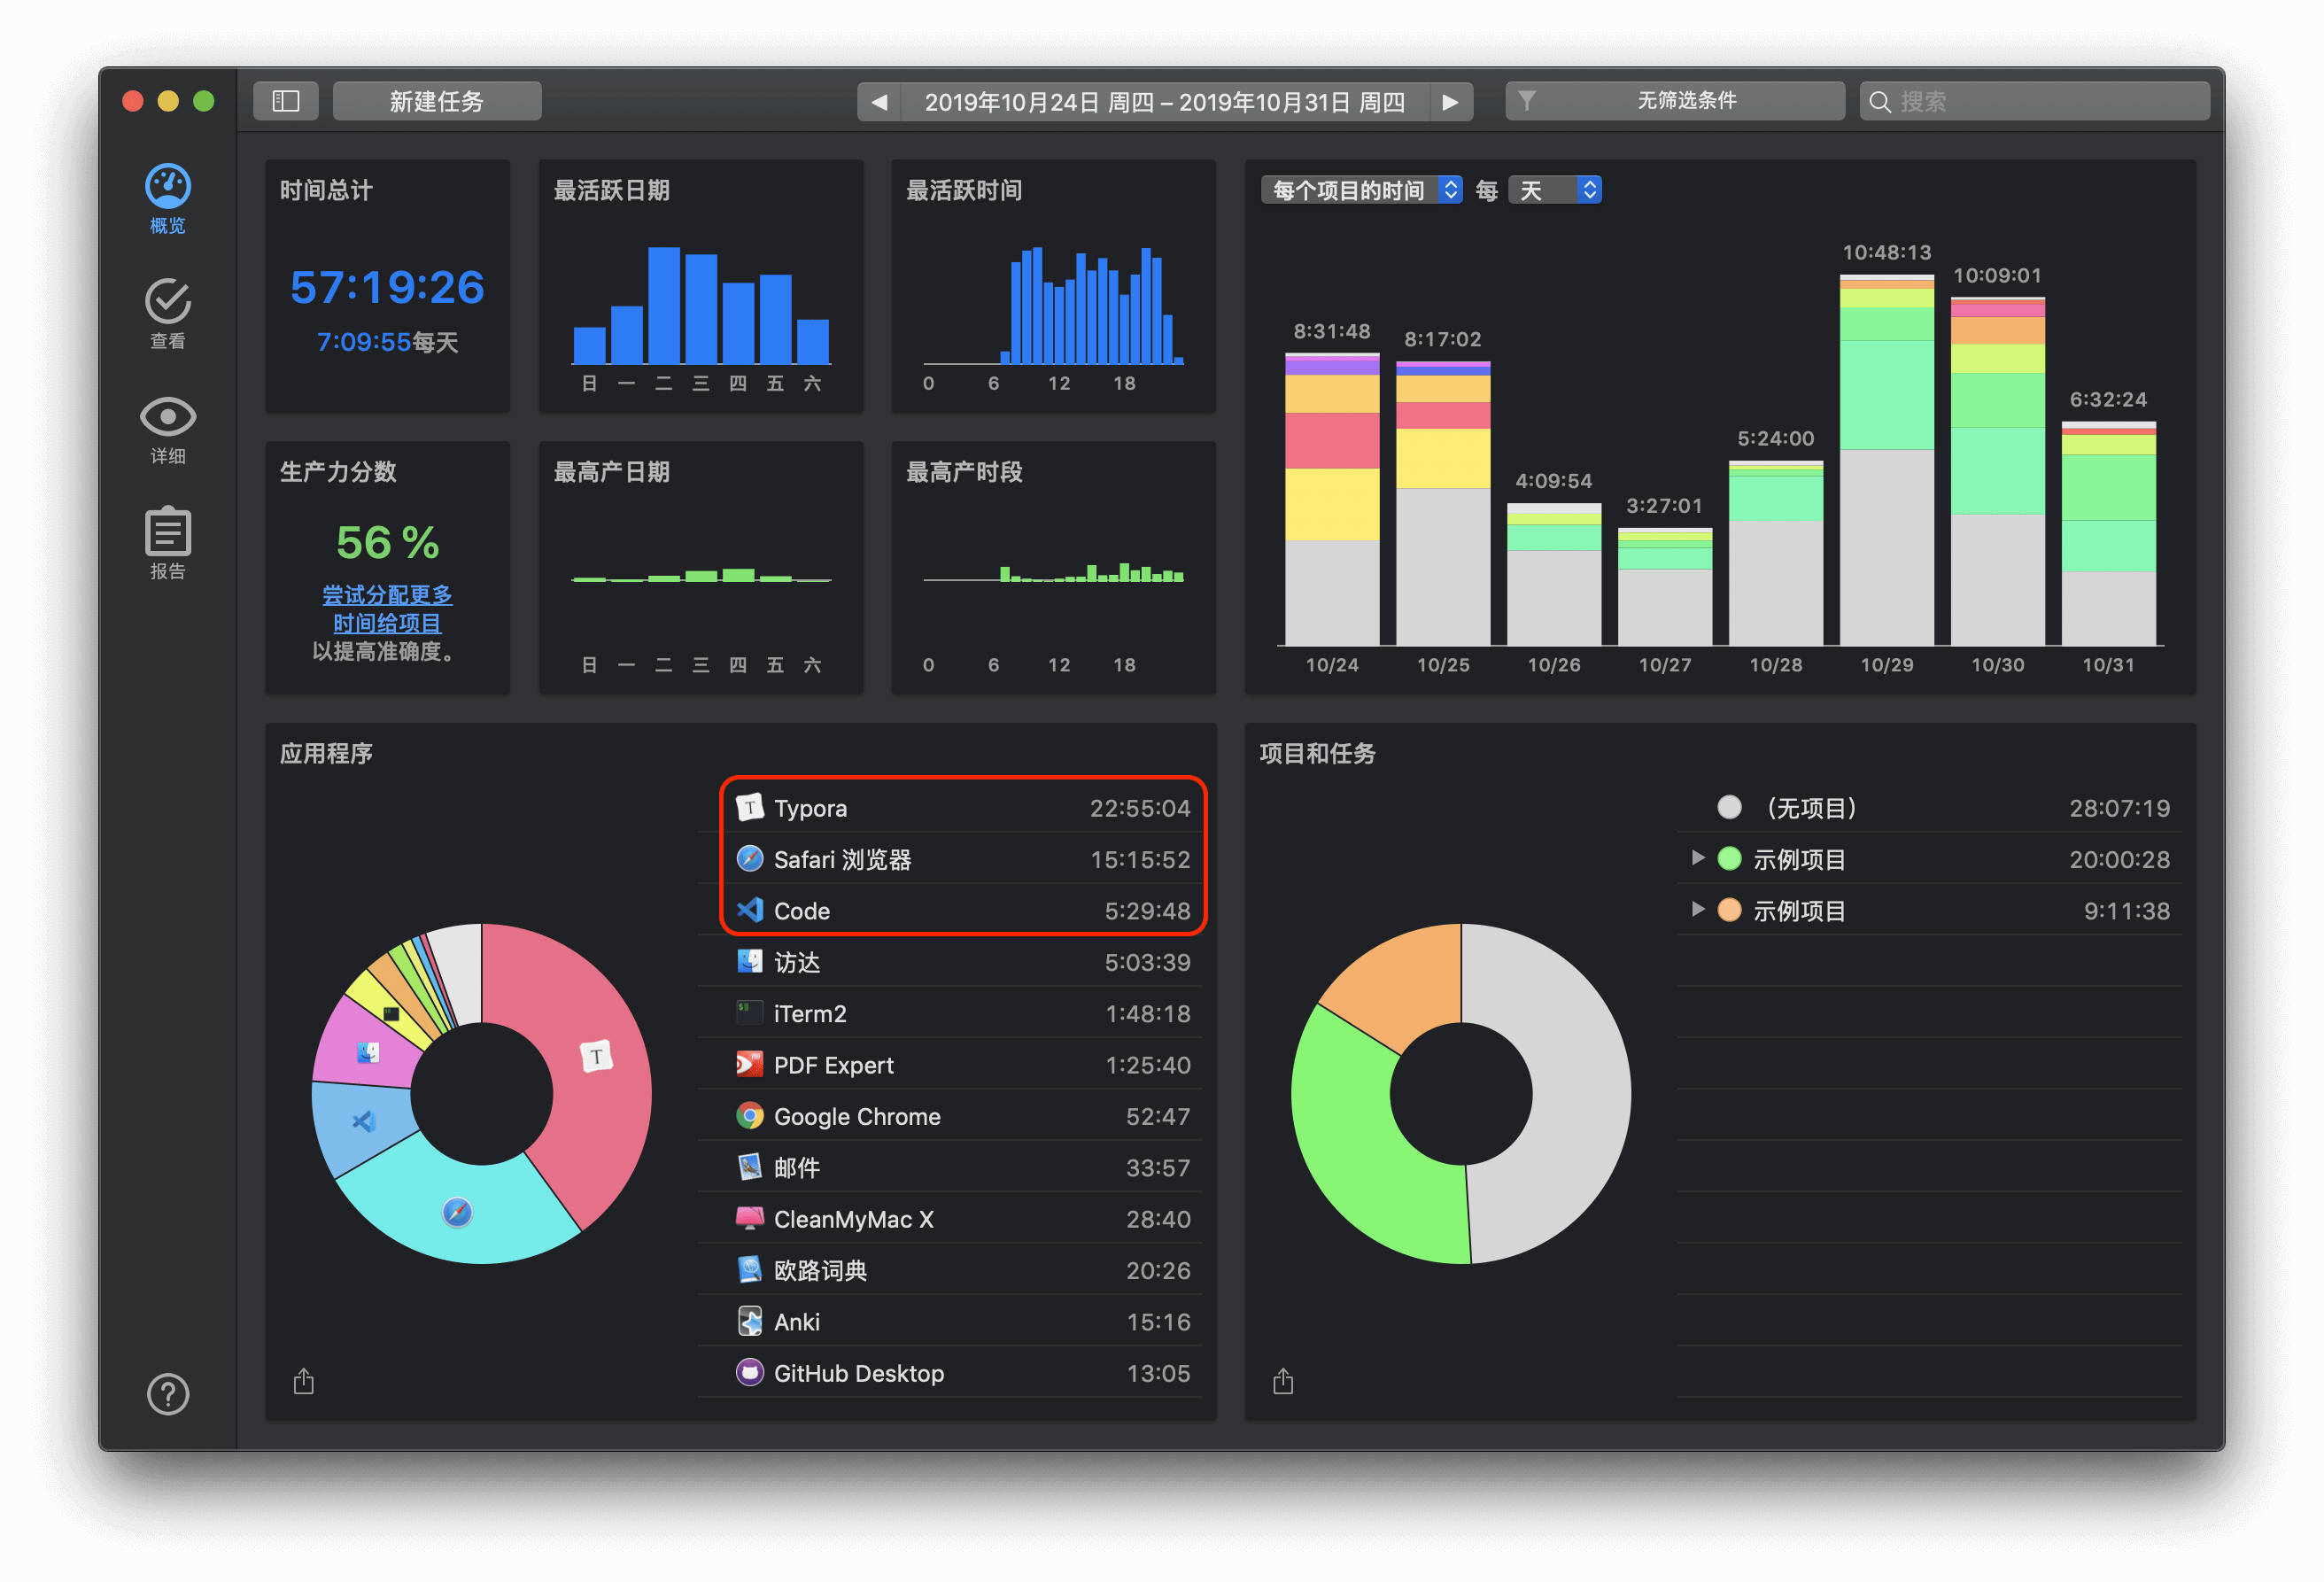 新建任务
2019年10月24日 周四 – 2019年10月31日 周四
无筛选条件
搜索
概览
查看
详细
报告
时间总计
57:19:26
7:09:55每天
最活跃日期
日 一 二 三 四 五 六
最活跃时间
0 6 12 18
生产力分数
56 %
尝试分配更多
时间给项目
以提高准确度。
最高产日期
日 一 二 三 四 五 六
最高产时段
0 6 12 18
每个项目的时间 每 天
8:31:48
8:17:02
4:09:54
3:27:01
5:24:00
10:48:13
10:09:01
6:32:24
10/24 10/25 10/26 10/27 10/28 10/29 10/30 10/31
应用程序
Typora 22:55:04
Safari 浏览器 15:15:52
Code 5:29:48
访达 5:03:39
iTerm2 1:48:18
PDF Expert 1:25:40
Google Chrome 52:47
邮件 33:57
CleanMyMac X 28:40
欧路词典 20:26
Anki 15:16
GitHub Desktop 13:05
项目和任务
（无项目） 28:07:19
示例项目 20:00:28
示例项目 9:11:38